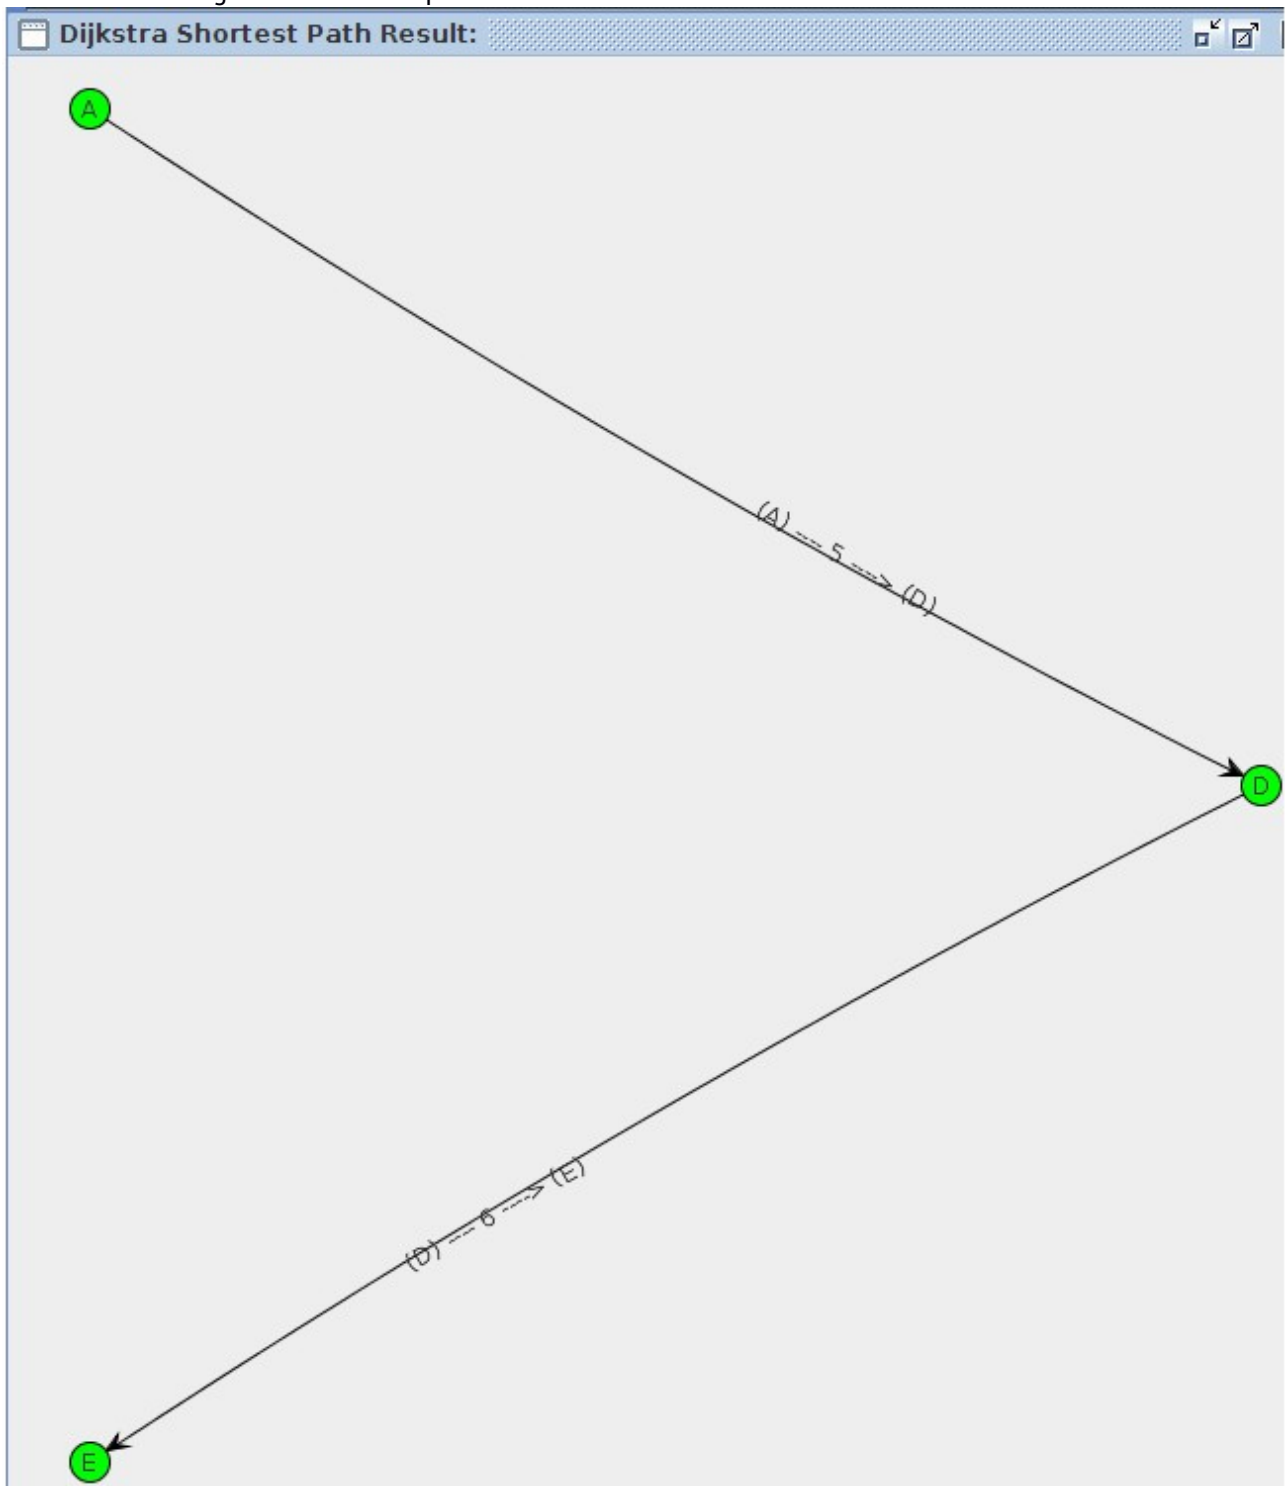 Dijkstra Shortest Path Result:
A
(A) ---- 5 ----> (D)
D
(D) ---- 6 ----> (E)
E